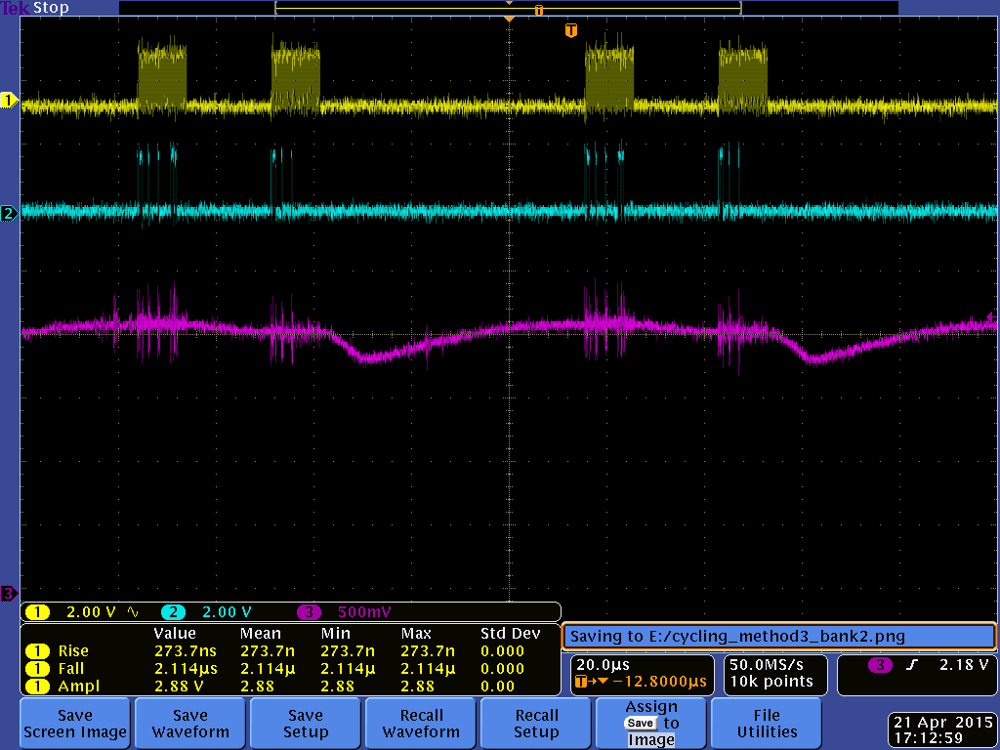 Tek Stop
T
T
1
2
3
1 2.00 V 2 2.00 V 3 500mV
Value Mean Min Max Std Dev
1 Rise 273.7ns 273.7n 273.7n 273.7n 0.000
1 Fall 2.114µs 2.114µ 2.114µ 2.114µ 0.000
1 Ampl 2.88 V 2.88 2.88 2.88 0.00
Saving to E:/cycling_method3_bank2.png
20.0µs
T→▼−12.8000µs
50.0MS/s
10k points
3 2.18 V
Save
Screen Image
Save
Waveform
Save
Setup
Recall
Waveform
Recall
Setup
Assign
Save to
Image
File
Utilities
21 Apr 2015
17:12:59